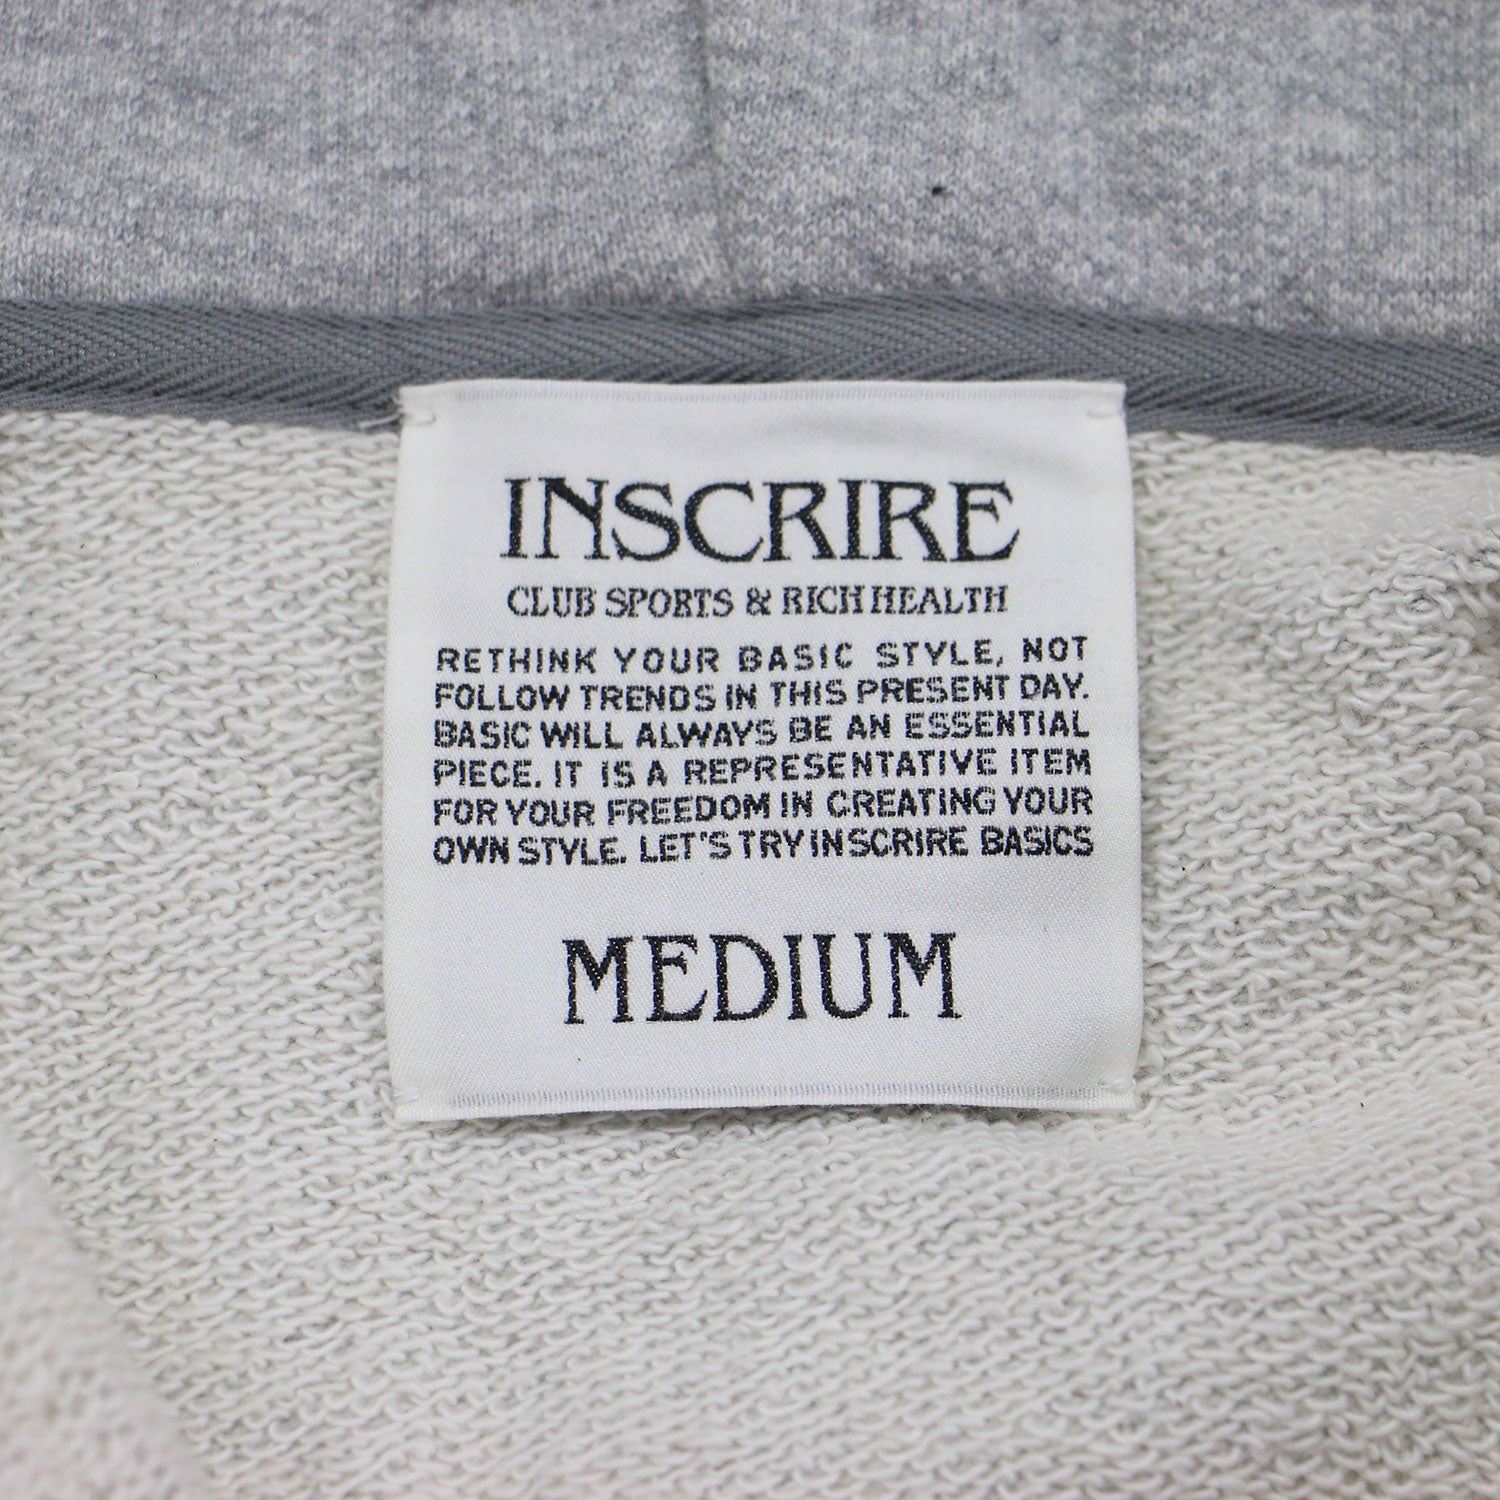 INSCRIRE
CLUB SPORTS & RICH HEALTH
RETHINK YOUR BASIC STYLE, NOT
FOLLOW TRENDS IN THIS PRESENT DAY.
BASIC WILL ALWAYS BE AN ESSENTIAL
PIECE. IT IS A REPRESENTATIVE ITEM
FOR YOUR FREEDOM IN CREATING YOUR
OWN STYLE. LET'S TRY INSCRIRE BASICS
MEDIUM